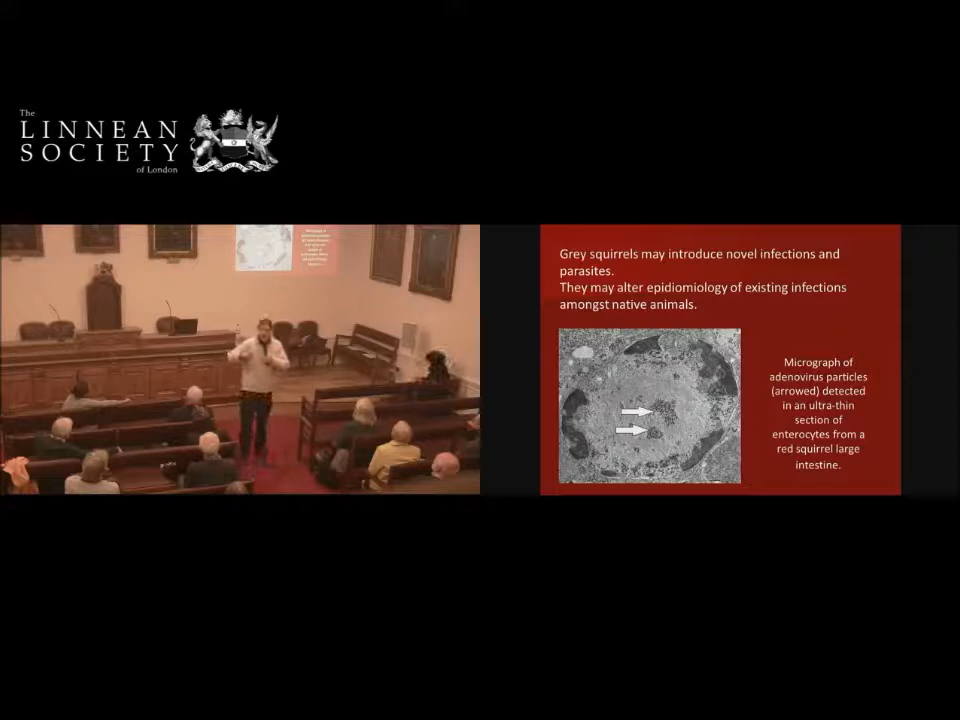 The
LINNEAN
SOCIETY
of London
Grey squirrels may introduce novel infections and
parasites.
They may alter epidiomiology of existing infections
amongst native animals.
Micrograph of
adenovirus particles
(arrowed) detected
in an ultra-thin
section of
enterocytes from a
red squirrel large
intestine.